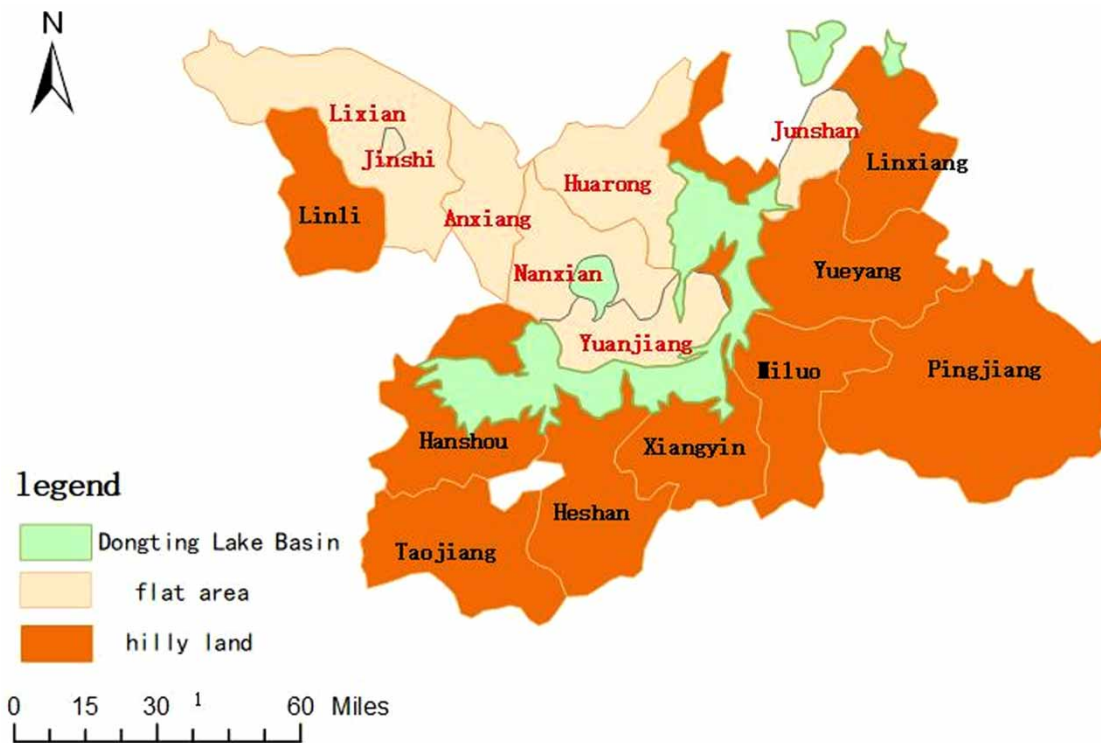 N
Lixian
Jinshi
Junshan
Linxiang
Huarong
Linli
Anxiang
Nanxian
Yueyang
Yuanjiang
Miluo
Pingjiang
Hanshou
Xiangyin
Heshan
Taojiang
legend
Dongting Lake Basin
flat area
hilly land
0 15 30 1 60 Miles